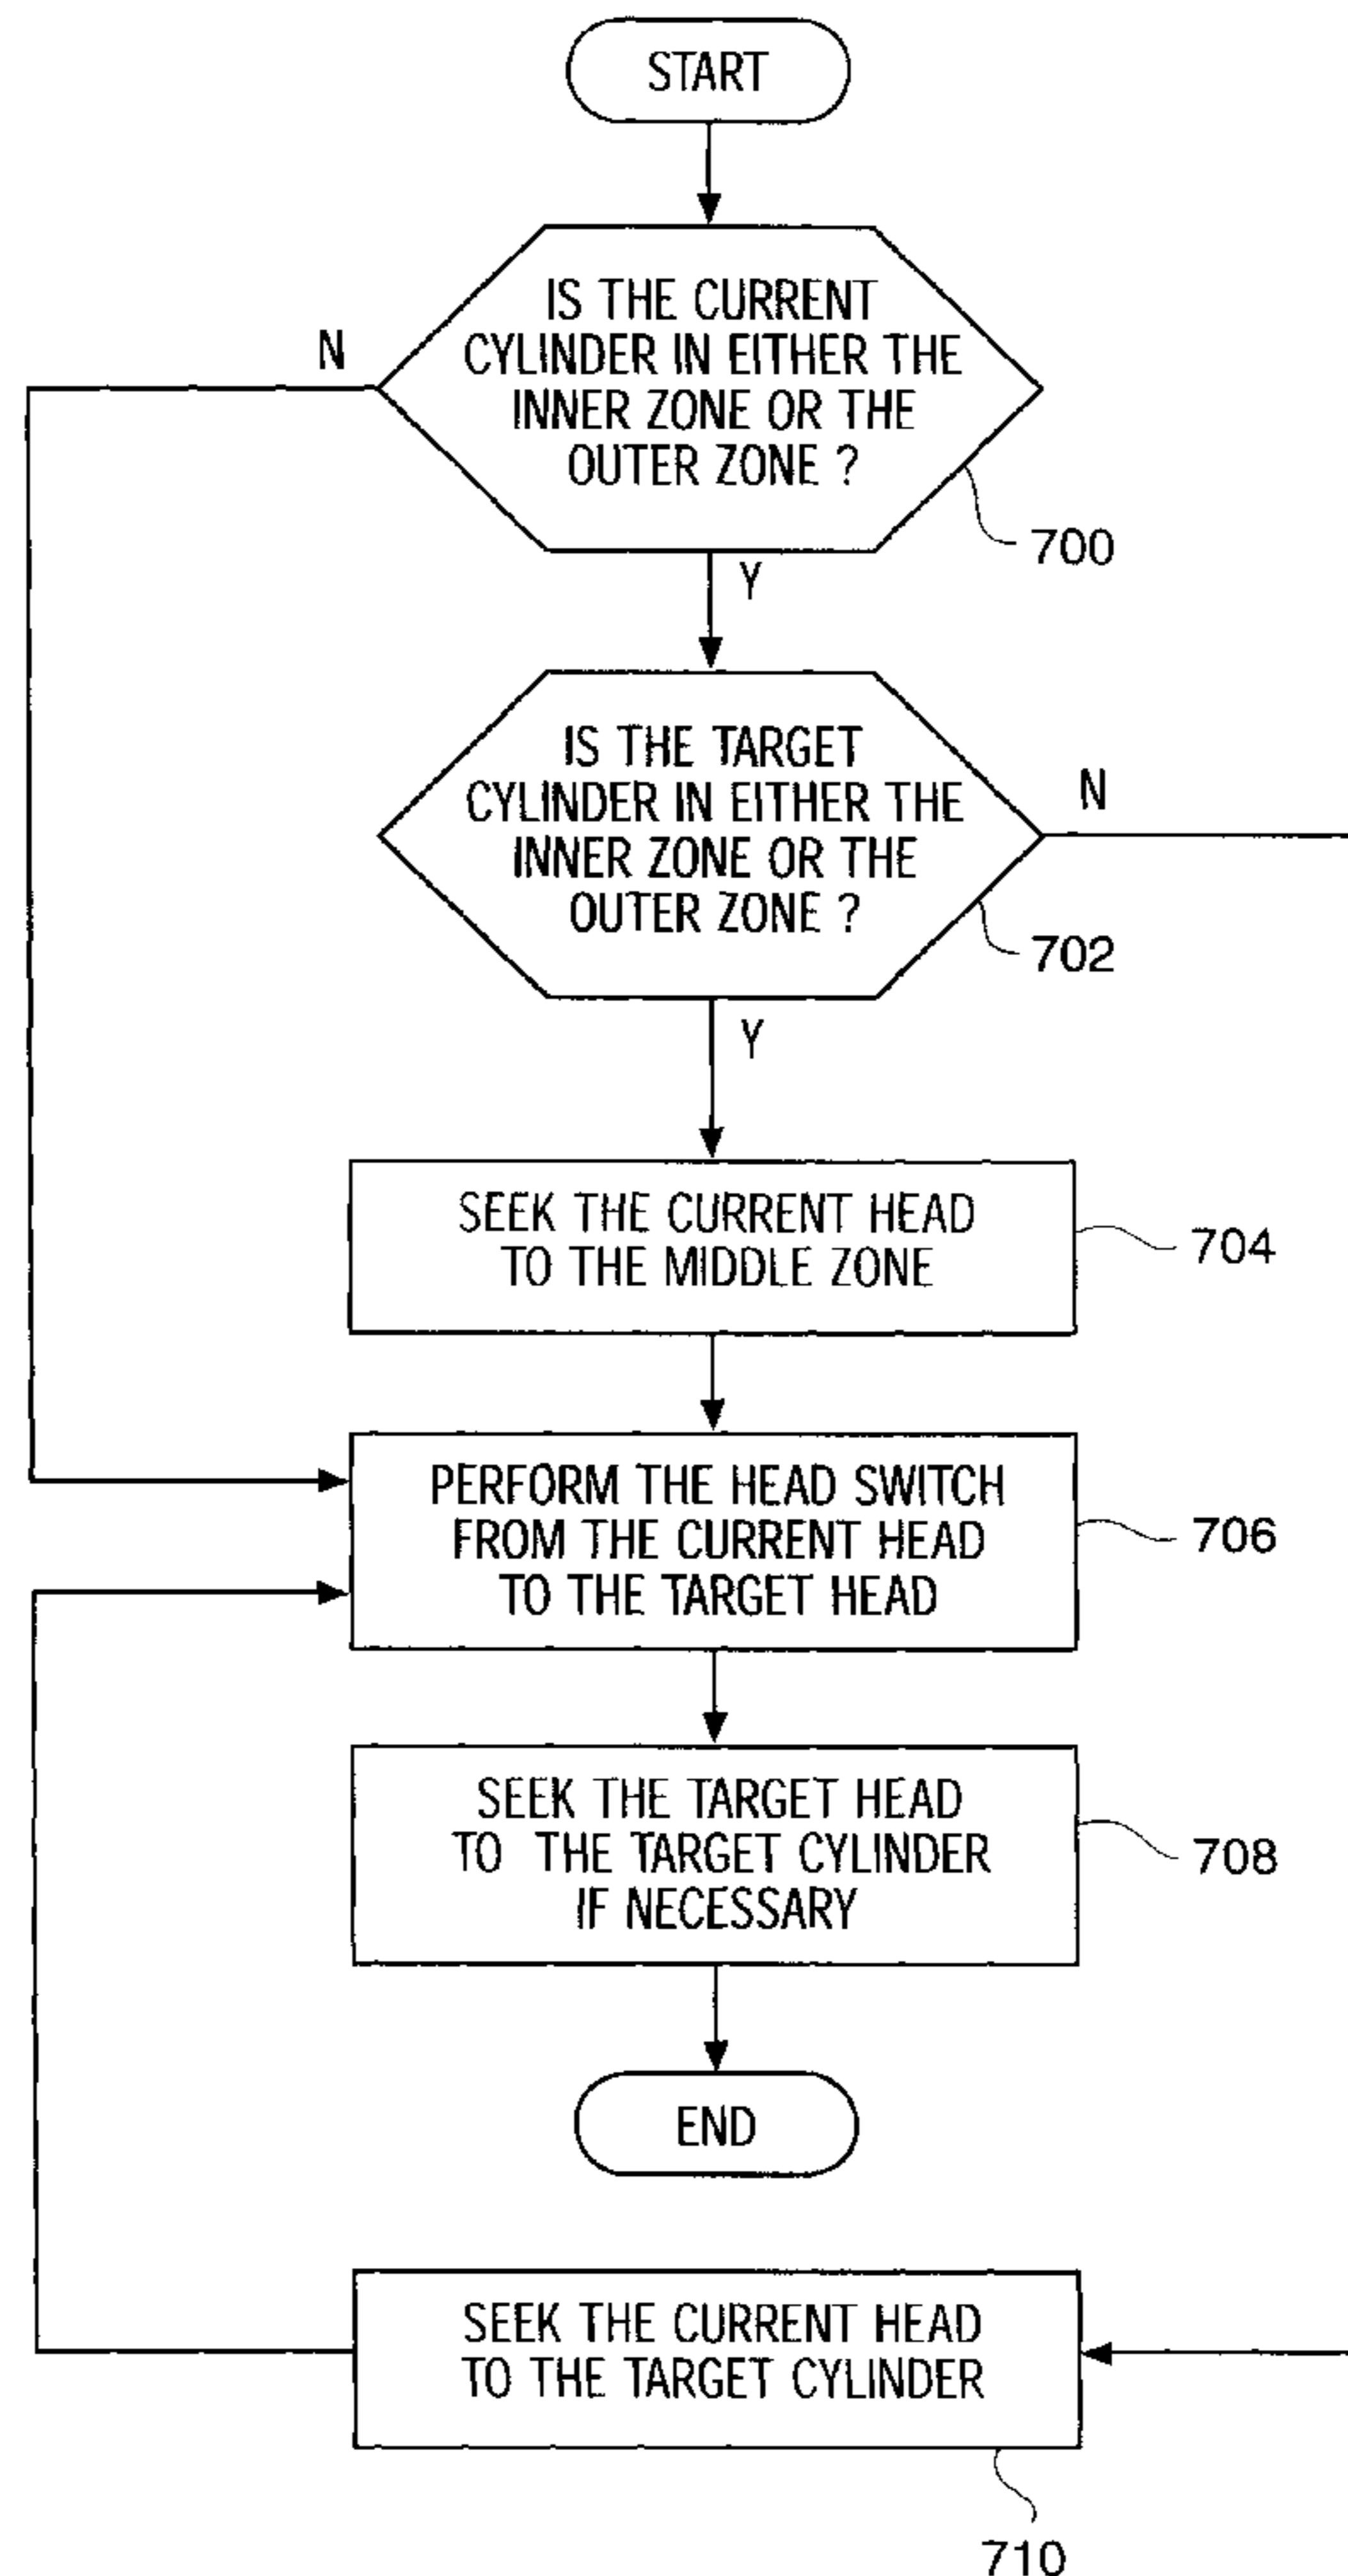 START
IS THE CURRENT
CYLINDER IN EITHER THE
INNER ZONE OR THE
OUTER ZONE ?
N
700
Y
IS THE TARGET
CYLINDER IN EITHER THE
INNER ZONE OR THE
OUTER ZONE ?
N
702
Y
SEEK THE CURRENT HEAD
TO THE MIDDLE ZONE
704
PERFORM THE HEAD SWITCH
FROM THE CURRENT HEAD
TO THE TARGET HEAD
706
SEEK THE TARGET HEAD
TO THE TARGET CYLINDER
IF NECESSARY
708
END
SEEK THE CURRENT HEAD
TO THE TARGET CYLINDER
710